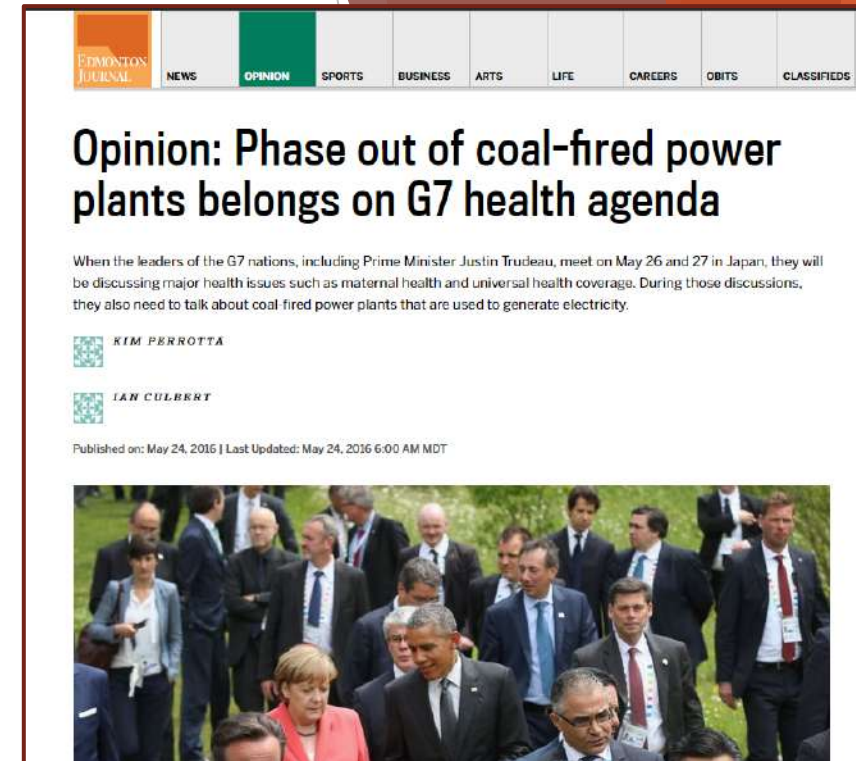 EDMONTON
JOURNAL
NEWS
OPINION
SPORTS
BUSINESS
ARTS
LIFE
CAREERS
OBITS
CLASSIFIEDS
Opinion: Phase out of coal-fired power
plants belongs on G7 health agenda
When the leaders of the G7 nations, including Prime Minister Justin Trudeau, meet on May 26 and 27 in Japan, they will
be discussing major health issues such as maternal health and universal health coverage. During those discussions,
they also need to talk about coal-fired power plants that are used to generate electricity.
KIM PERROTTA
IAN CULBERT
Published on: May 24, 2016 | Last Updated: May 24, 2016 6:00 AM MDT